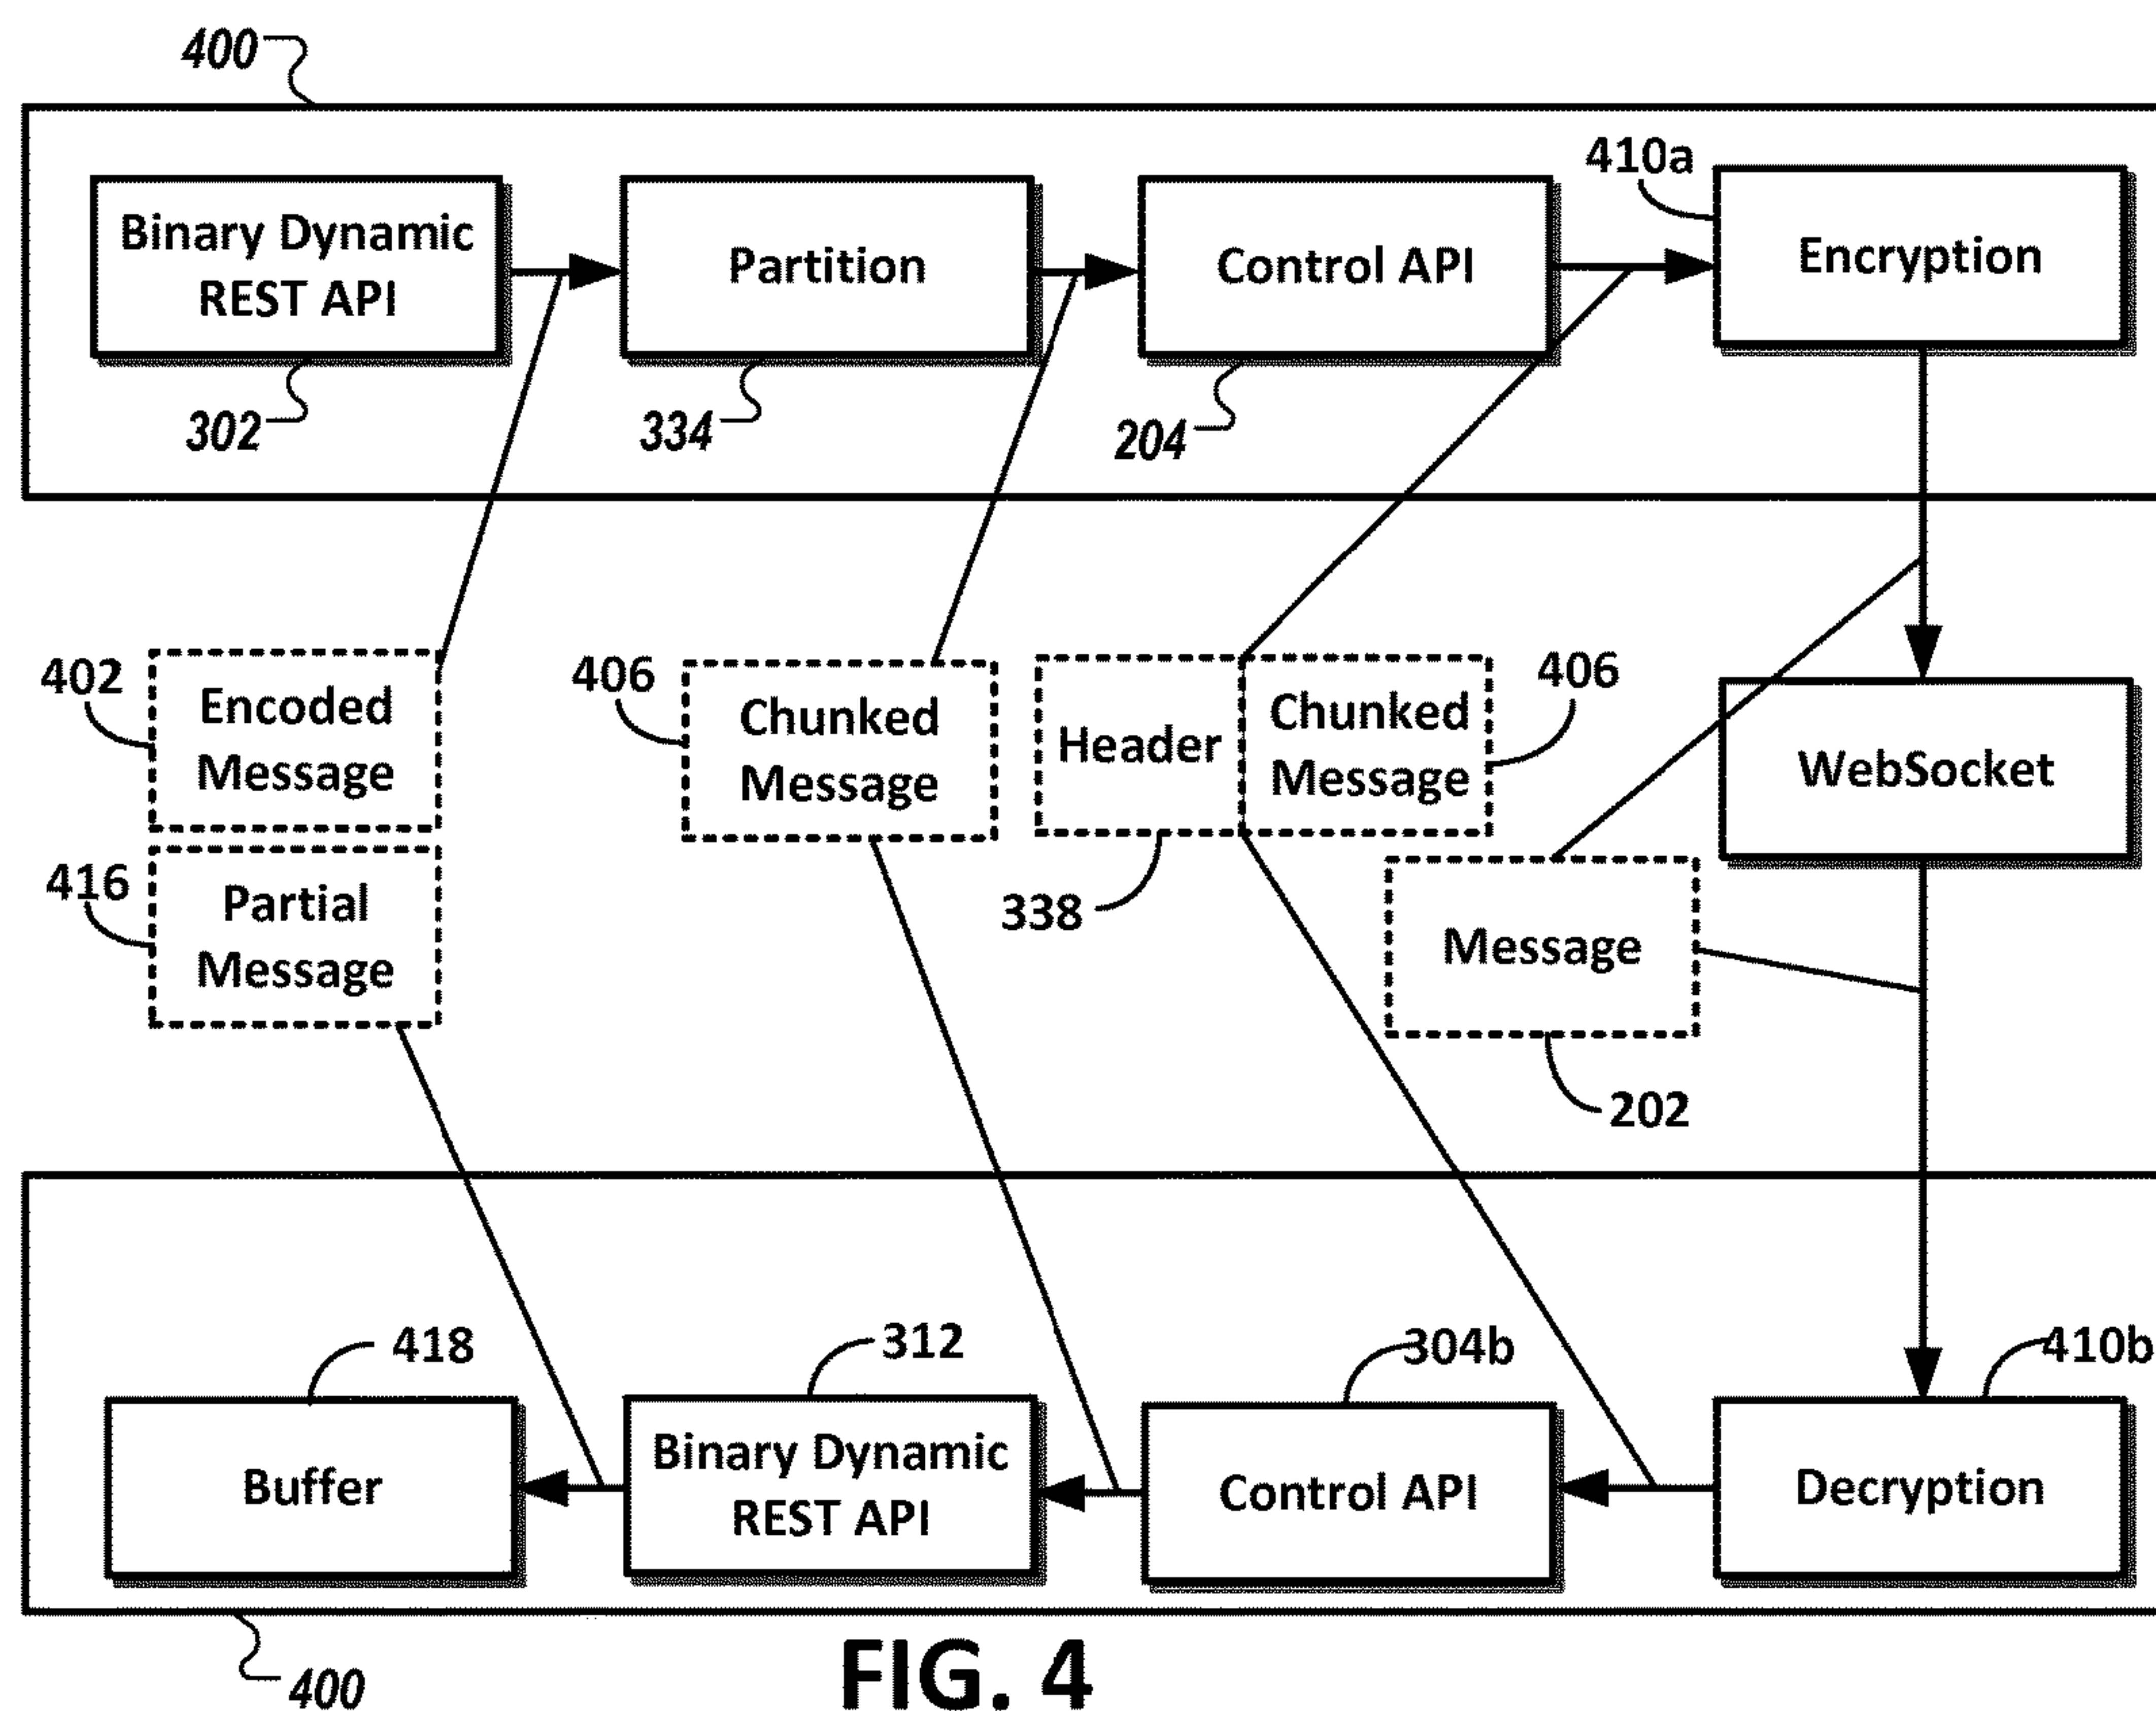 400
410a
Binary Dynamic
REST API
Partition
Control API
Encryption
302
334
204
402
Encoded
Message
406
Chunked
Message
Header
Chunked
Message
406
WebSocket
416
Partial
Message
338
Message
202
418
312
304b
410b
Buffer
Binary Dynamic
REST API
Control API
Decryption
400
FIG. 4